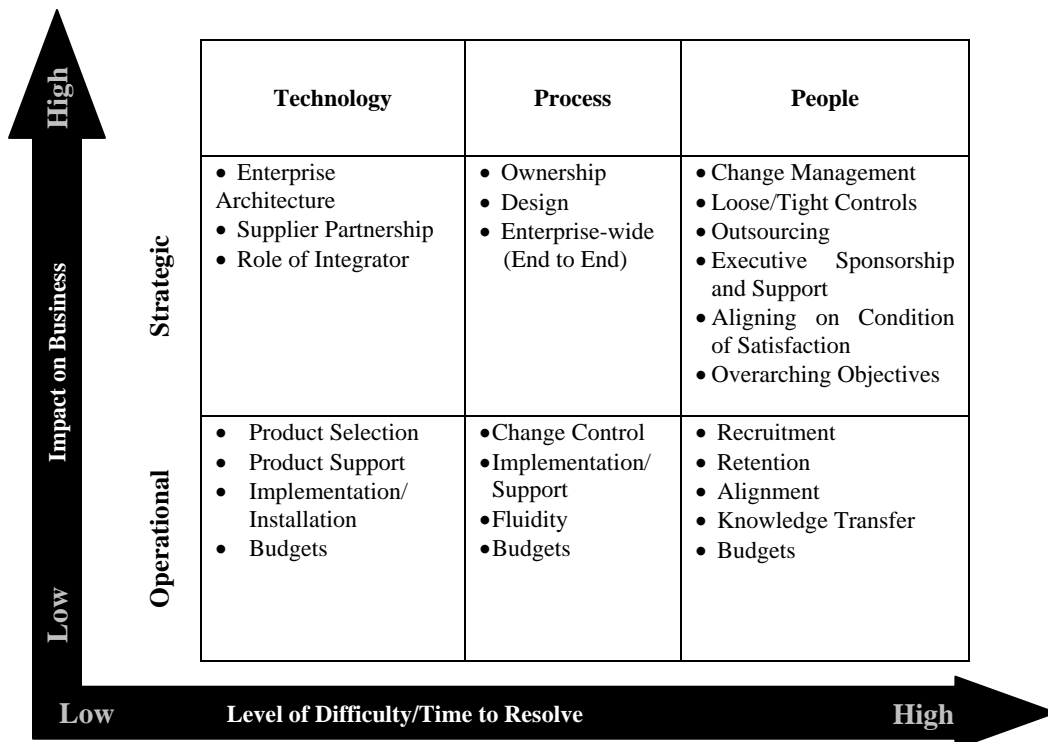 High
Impact on Business
Low
Strategic
Operational
Technology
Process
People
• Enterprise
Architecture
• Supplier Partnership
• Role of Integrator
• Ownership
• Design
• Enterprise-wide
(End to End)
• Change Management
• Loose/Tight Controls
• Outsourcing
• Executive Sponsorship
and Support
• Aligning on Condition
of Satisfaction
• Overarching Objectives
• Product Selection
• Product Support
• Implementation/
Installation
• Budgets
• Change Control
• Implementation/
Support
• Fluidity
• Budgets
• Recruitment
• Retention
• Alignment
• Knowledge Transfer
• Budgets
Low
Level of Difficulty/Time to Resolve
High